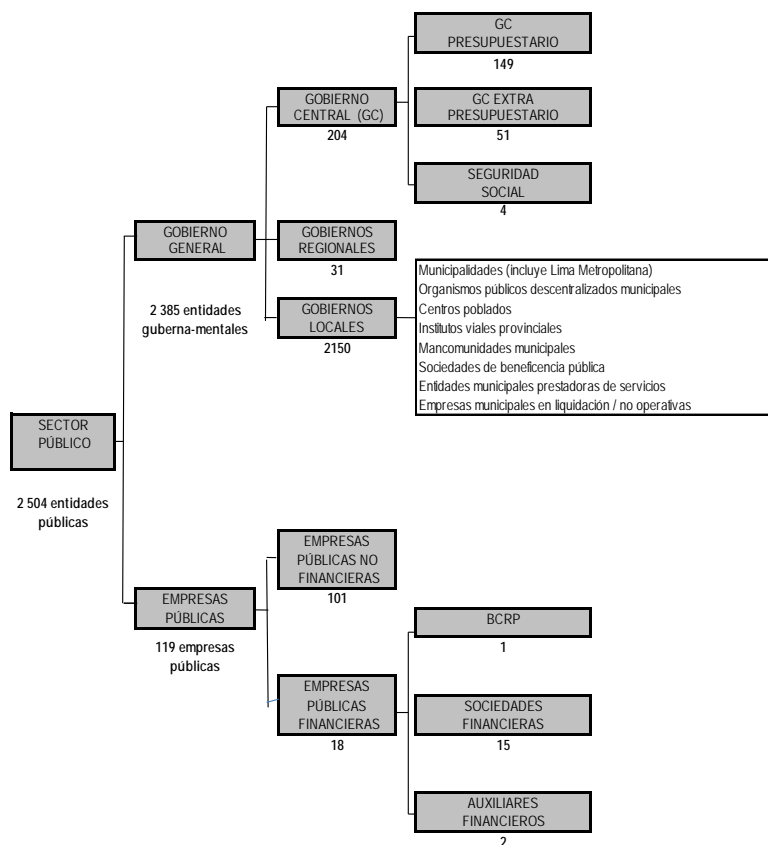 GC
PRESUPUESTARIO
149
GOBIERNO
CENTRAL (GC)
204
GC EXTRA
PRESUPUESTARIO
51
SEGURIDAD
SOCIAL
4
GOBIERNO
GENERAL
2 385 entidades
guberna-mentales
GOBIERNOS
REGIONALES
31
GOBIERNOS
LOCALES
2150
Municipalidades (incluye Lima Metropolitana)
Organismos públicos descentralizados municipales
Centros poblados
Institutos viales provinciales
Mancomunidades municipales
Sociedades de beneficencia pública
Entidades municipales prestadoras de servicios
Empresas municipales en liquidación / no operativas
SECTOR
PÚBLICO
2 504 entidades
públicas
EMPRESAS
PÚBLICAS NO
FINANCIERAS
101
EMPRESAS
PÚBLICAS
119 empresas
públicas
EMPRESAS
PÚBLICAS
FINANCIERAS
18
BCRP
1
SOCIEDADES
FINANCIERAS
15
AUXILIARES
FINANCIEROS
2